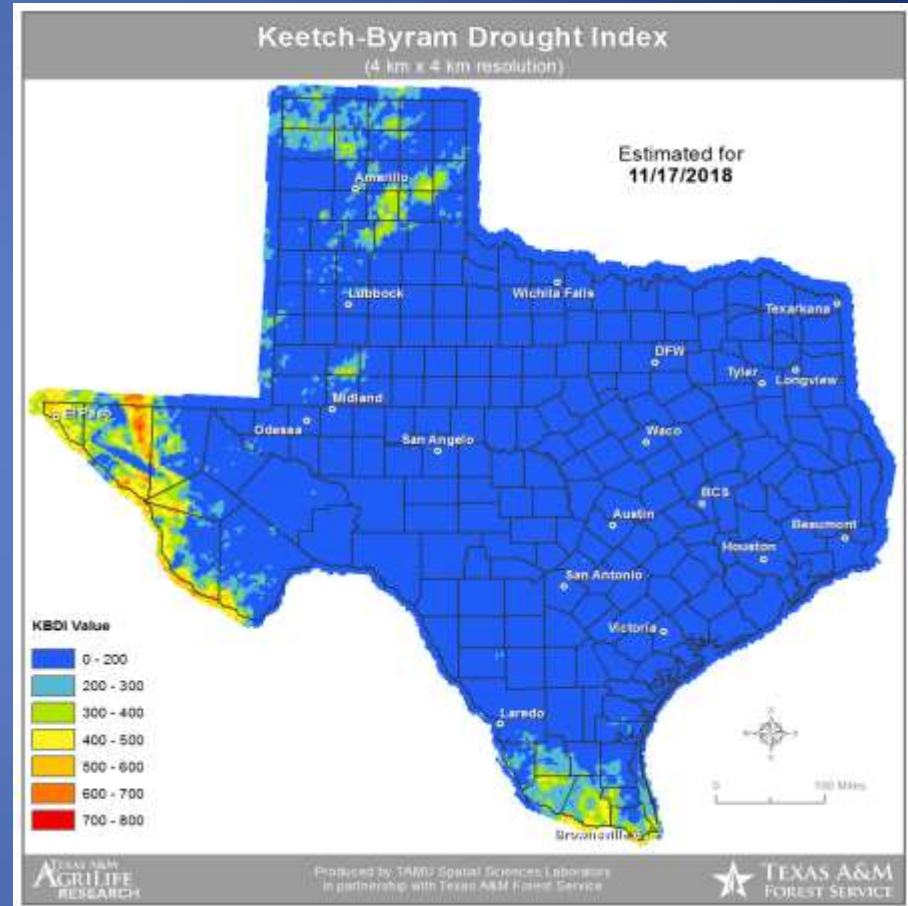 Keetch-Byram Drought Index
(4 km x 4 km resolution)
Estimated for
11/17/2018
Amarillo
Lubbock
Wichita Falls
Texarkana
DFW
Tyler
Longview
El Paso
Midland
Odessa
San Angelo
Waco
BCS
Austin
Beaumont
Houston
San Antonio
Victoria
KBDI Value
0 - 200
200 - 300
300 - 400
400 - 500
500 - 600
600 - 700
700 - 800
Laredo
0 100 Miles
Brownsville
TEXAS A&M
AGRILIFE
RESEARCH
Produced by TAMU Spatial Sciences Laboratory
in partnership with Texas A&M Forest Service
TEXAS A&M
FOREST SERVICE